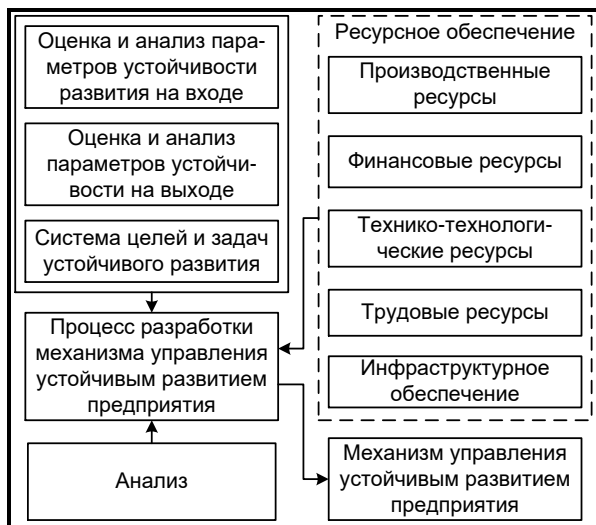 Оценка и анализ пара-
метров устойчивости
развития на входе
Оценка и анализ
параметров устойчи-
вости на выходе
Система целей и задач
устойчивого развития
Процесс разработки
механизма управления
устойчивым развитием
предприятия
Анализ
Ресурсное обеспечение
Производственные
ресурсы
Финансовые ресурсы
Технико-технологи-
ческие ресурсы
Трудовые ресурсы
Инфраструктурное
обеспечение
Механизм управления
устойчивым развитием
предприятия